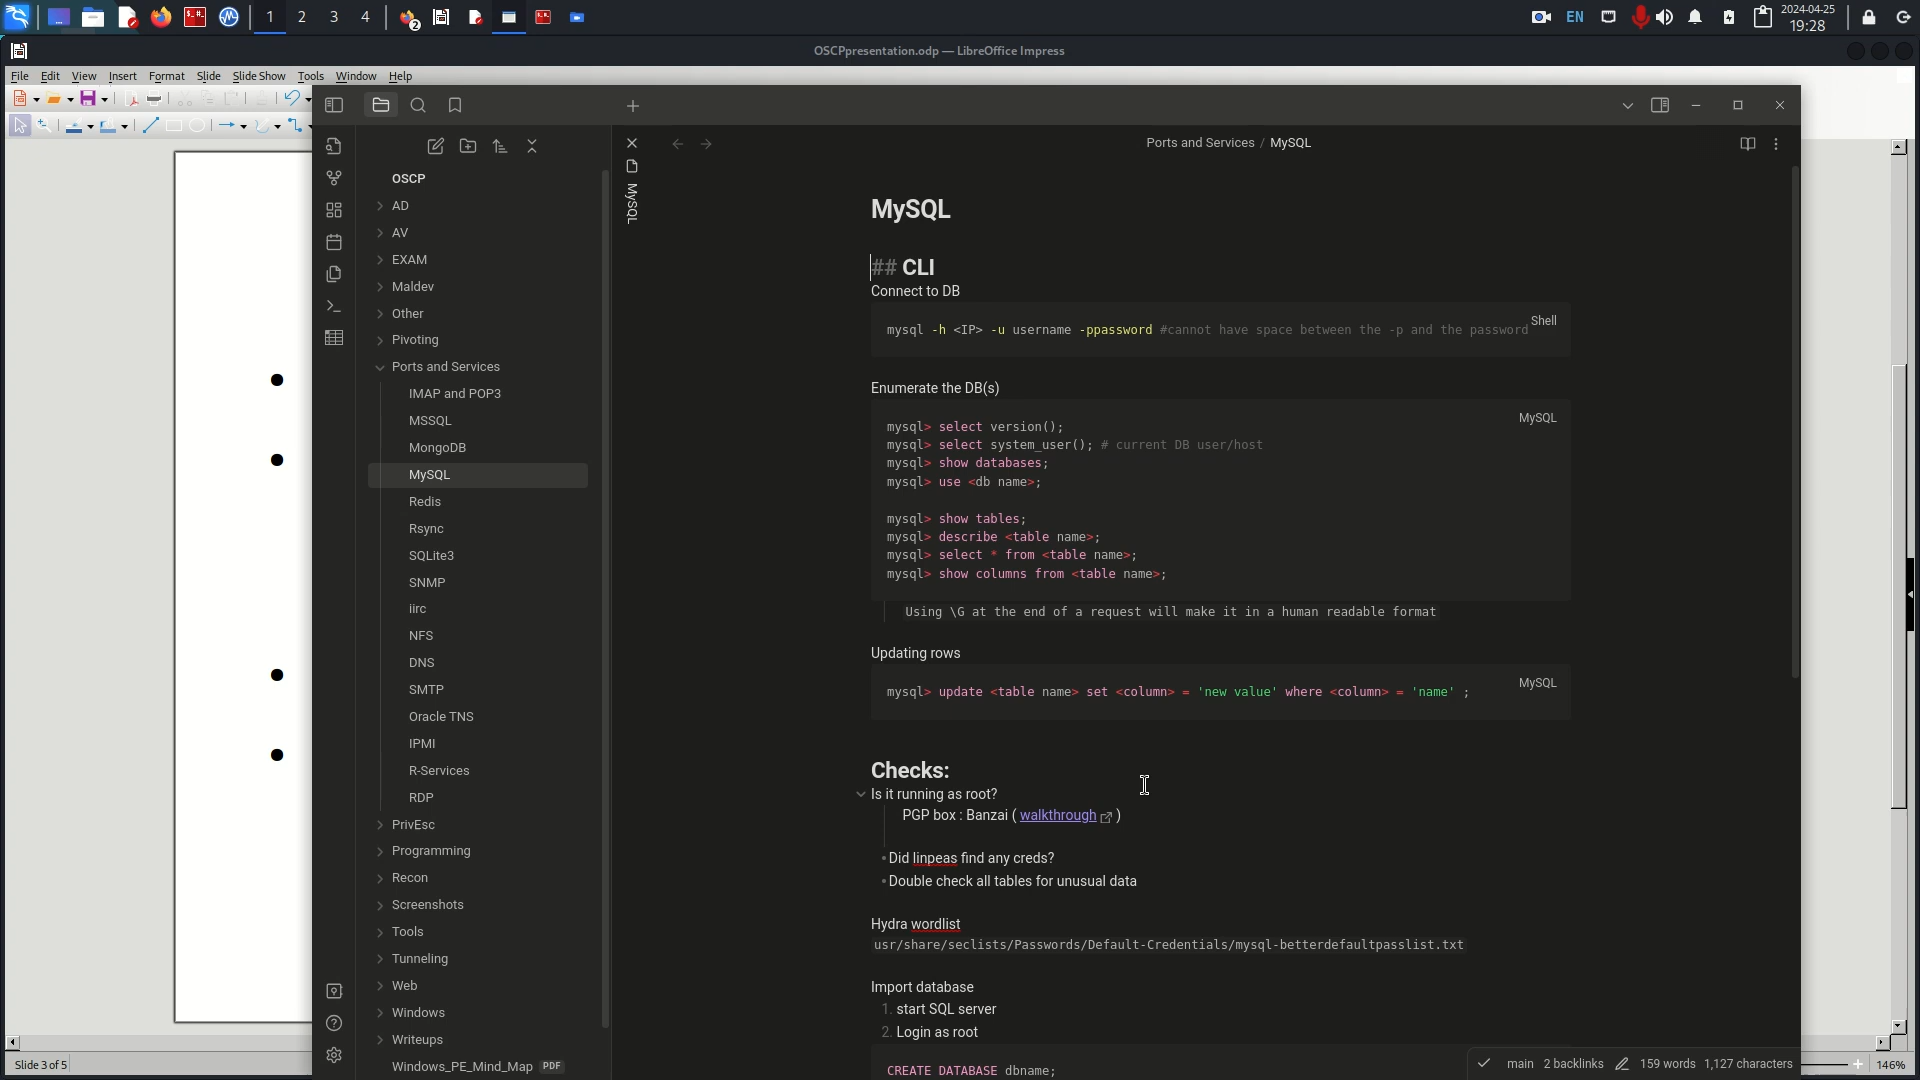 1
2
3
4
2
EN
2024-04-25
19:28
OSCPpresentation.odp — LibreOffice Impress
File Edit View Insert Format Slide Slide Show Tools Window Help
Ports and Services / MySQL
OSCP
AD
AV
EXAM
Maldev
Other
Pivoting
Ports and Services
IMAP and POP3
MSSQL
MongoDB
MySQL
Redis
Rsync
SQLite3
SNMP
iirc
NFS
DNS
SMTP
Oracle TNS
IPMI
R-Services
RDP
PrivEsc
Programming
Recon
Screenshots
Tools
Tunneling
Web
Windows
Writeups
Windows_PE_Mind_Map PDF
MySQL
MySQL
## CLI
Connect to DB
mysql -h <IP> -u username -ppassword #cannot have space between the -p and the password
Shell
Enumerate the DB(s)
MySQL
mysql> select version();
mysql> select system_user(); # current DB user/host
mysql> show databases;
mysql> use <db name>;
mysql> show tables;
mysql> describe <table name>;
mysql> select * from <table name>;
mysql> show columns from <table name>;
Using \G at the end of a request will make it in a human readable format
Updating rows
MySQL
mysql> update <table name> set <column> = 'new value' where <column> = 'name' ;
Checks:
Is it running as root?
PGP box : Banzai ( walkthrough )
Did linpeas find any creds?
Double check all tables for unusual data
Hydra wordlist
usr/share/seclists/Passwords/Default-Credentials/mysql-betterdefaultpasslist.txt
Import database
1. start SQL server
2. Login as root
CREATE DATABASE dbname;
main 2 backlinks 159 words 1,127 characters
Slide 3 of 5
146%